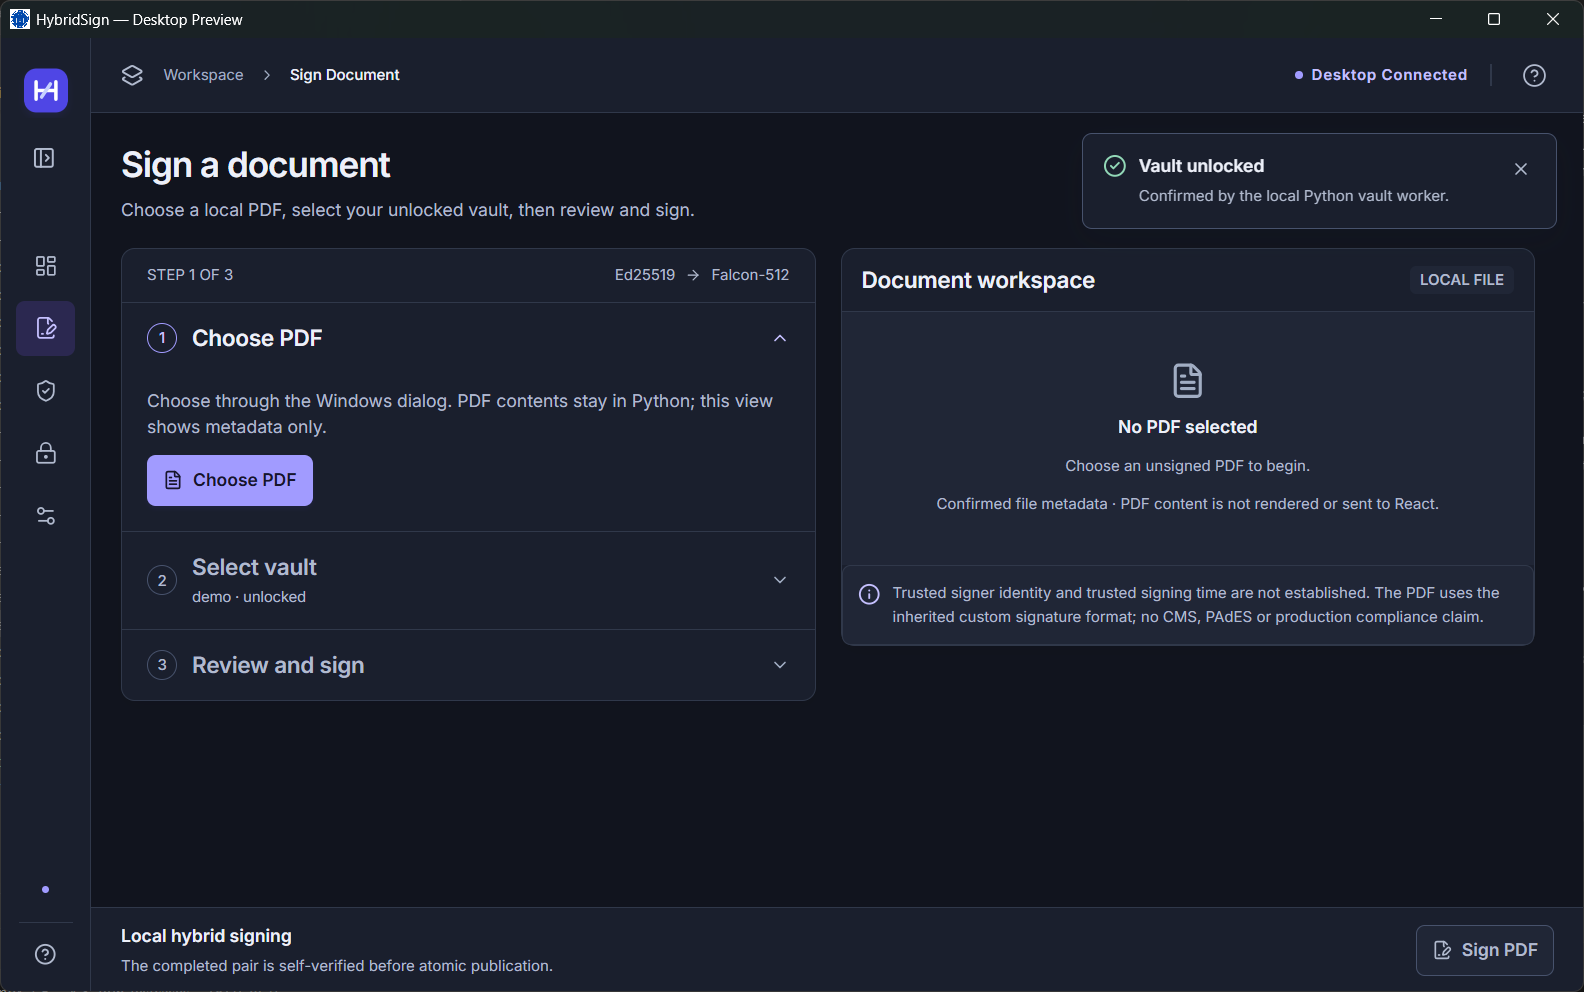 HybridSign — Desktop Preview
Workspace
Sign Document
Desktop Connected
Sign a document
Choose a local PDF, select your unlocked vault, then review and sign.
Vault unlocked
Confirmed by the local Python vault worker.
STEP 1 OF 3
Ed25519 → Falcon-512
1
Choose PDF
Choose through the Windows dialog. PDF contents stay in Python; this view
shows metadata only.
Choose PDF
2
Select vault
demo · unlocked
3
Review and sign
Document workspace
LOCAL FILE
No PDF selected
Choose an unsigned PDF to begin.
Confirmed file metadata · PDF content is not rendered or sent to React.
Trusted signer identity and trusted signing time are not established. The PDF uses the
inherited custom signature format; no CMS, PAdES or production compliance claim.
Local hybrid signing
The completed pair is self-verified before atomic publication.
Sign PDF